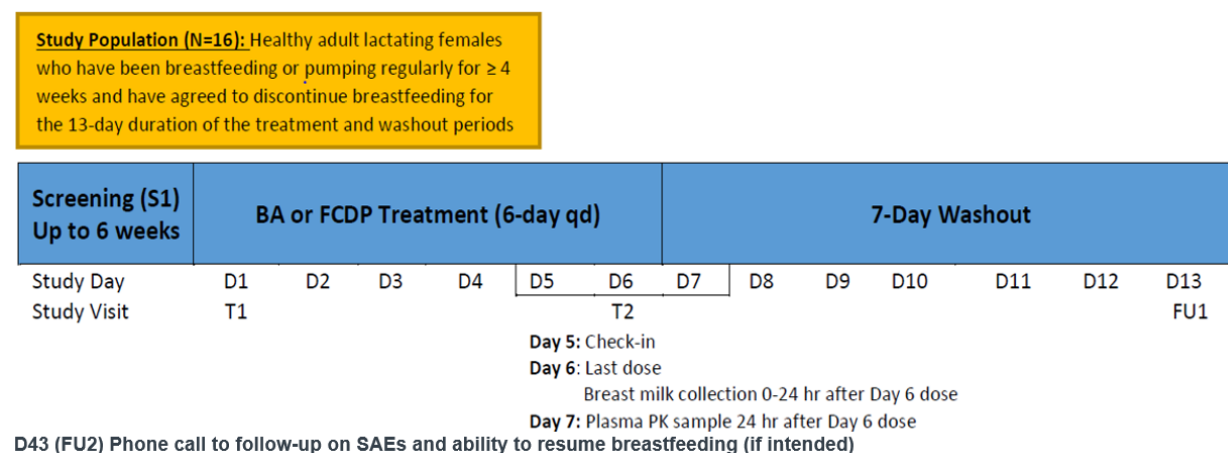 Study Population (N=16): Healthy adult lactating females
who have been breastfeeding or pumping regularly for ≥ 4
weeks and have agreed to discontinue breastfeeding for
the 13-day duration of the treatment and washout periods
Screening (S1)
Up to 6 weeks
BA or FCDP Treatment (6-day qd)
7-Day Washout
Study Day D1 D2 D3 D4 D5 D6 D7 D8 D9 D10 D11 D12 D13
Study Visit T1 T2 FU1
Day 5: Check-in
Day 6: Last dose
Breast milk collection 0-24 hr after Day 6 dose
Day 7: Plasma PK sample 24 hr after Day 6 dose
D43 (FU2) Phone call to follow-up on SAEs and ability to resume breastfeeding (if intended)